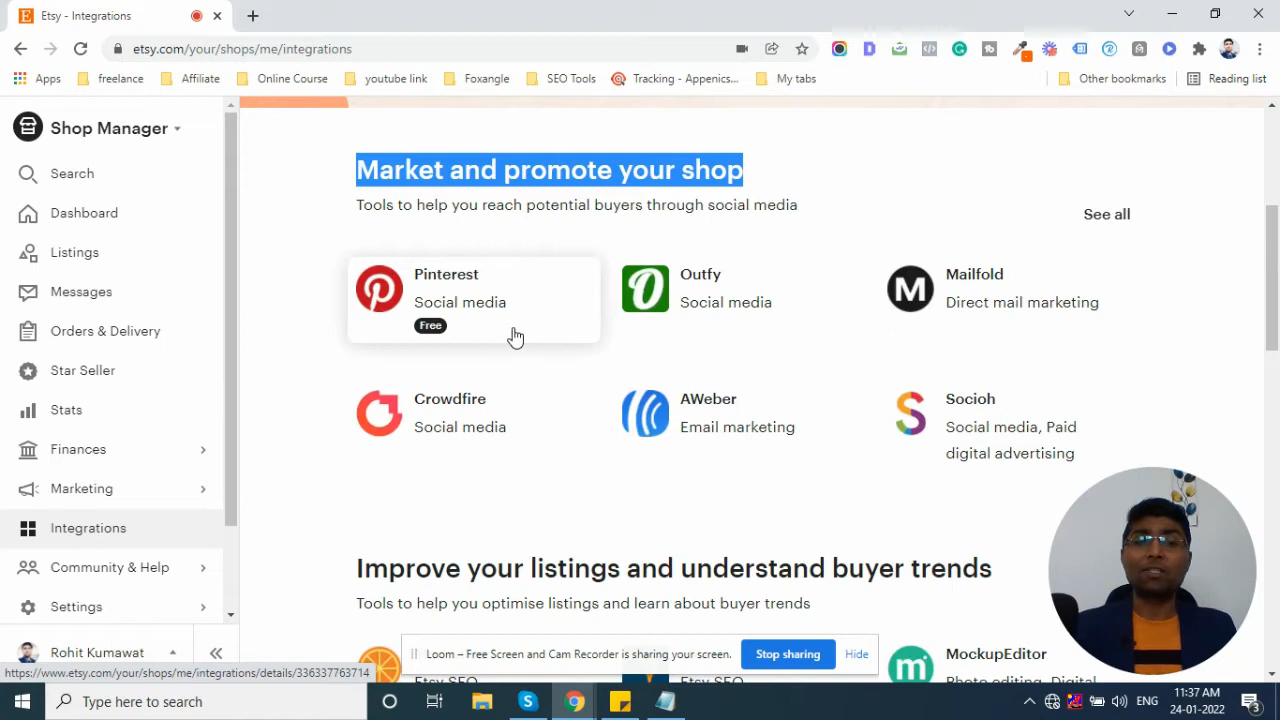 Etsy - Integrations
etsy.com/your/shops/me/integrations
Apps
freelance
Affiliate
Online Course
youtube link
Foxangle
SEO Tools
Tracking - Appenics...
My tabs
Other bookmarks
Reading list
Shop Manager
Search
Dashboard
Listings
Messages
Orders & Delivery
Star Seller
Stats
Finances
Marketing
Integrations
Community & Help
Settings
Rohit Kumawat
https://www.etsy.com/your/shops/me/integrations/details/336337763714
Market and promote your shop
Tools to help you reach potential buyers through social media
See all
Pinterest
Social media
Free
Outfy
Social media
Mailfold
Direct mail marketing
Crowdfire
Social media
AWeber
Email marketing
Socioh
Social media, Paid
digital advertising
Improve your listings and understand buyer trends
Tools to help you optimise listings and learn about buyer trends
Loom – Free Screen and Cam Recorder is sharing your screen.
Stop sharing
Hide
MockupEditor
Type here to search
ENG
11:37 AM
24-01-2022
3